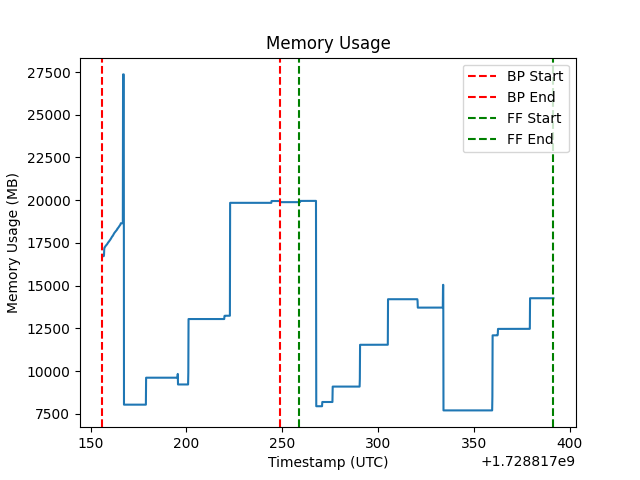 Memory Usage
27500
25000
22500
20000
17500
15000
12500
10000
7500
Memory Usage (MB)
BP Start
BP End
FF Start
FF End
150
200
250
300
350
400
+1.728817e9
Timestamp (UTC)